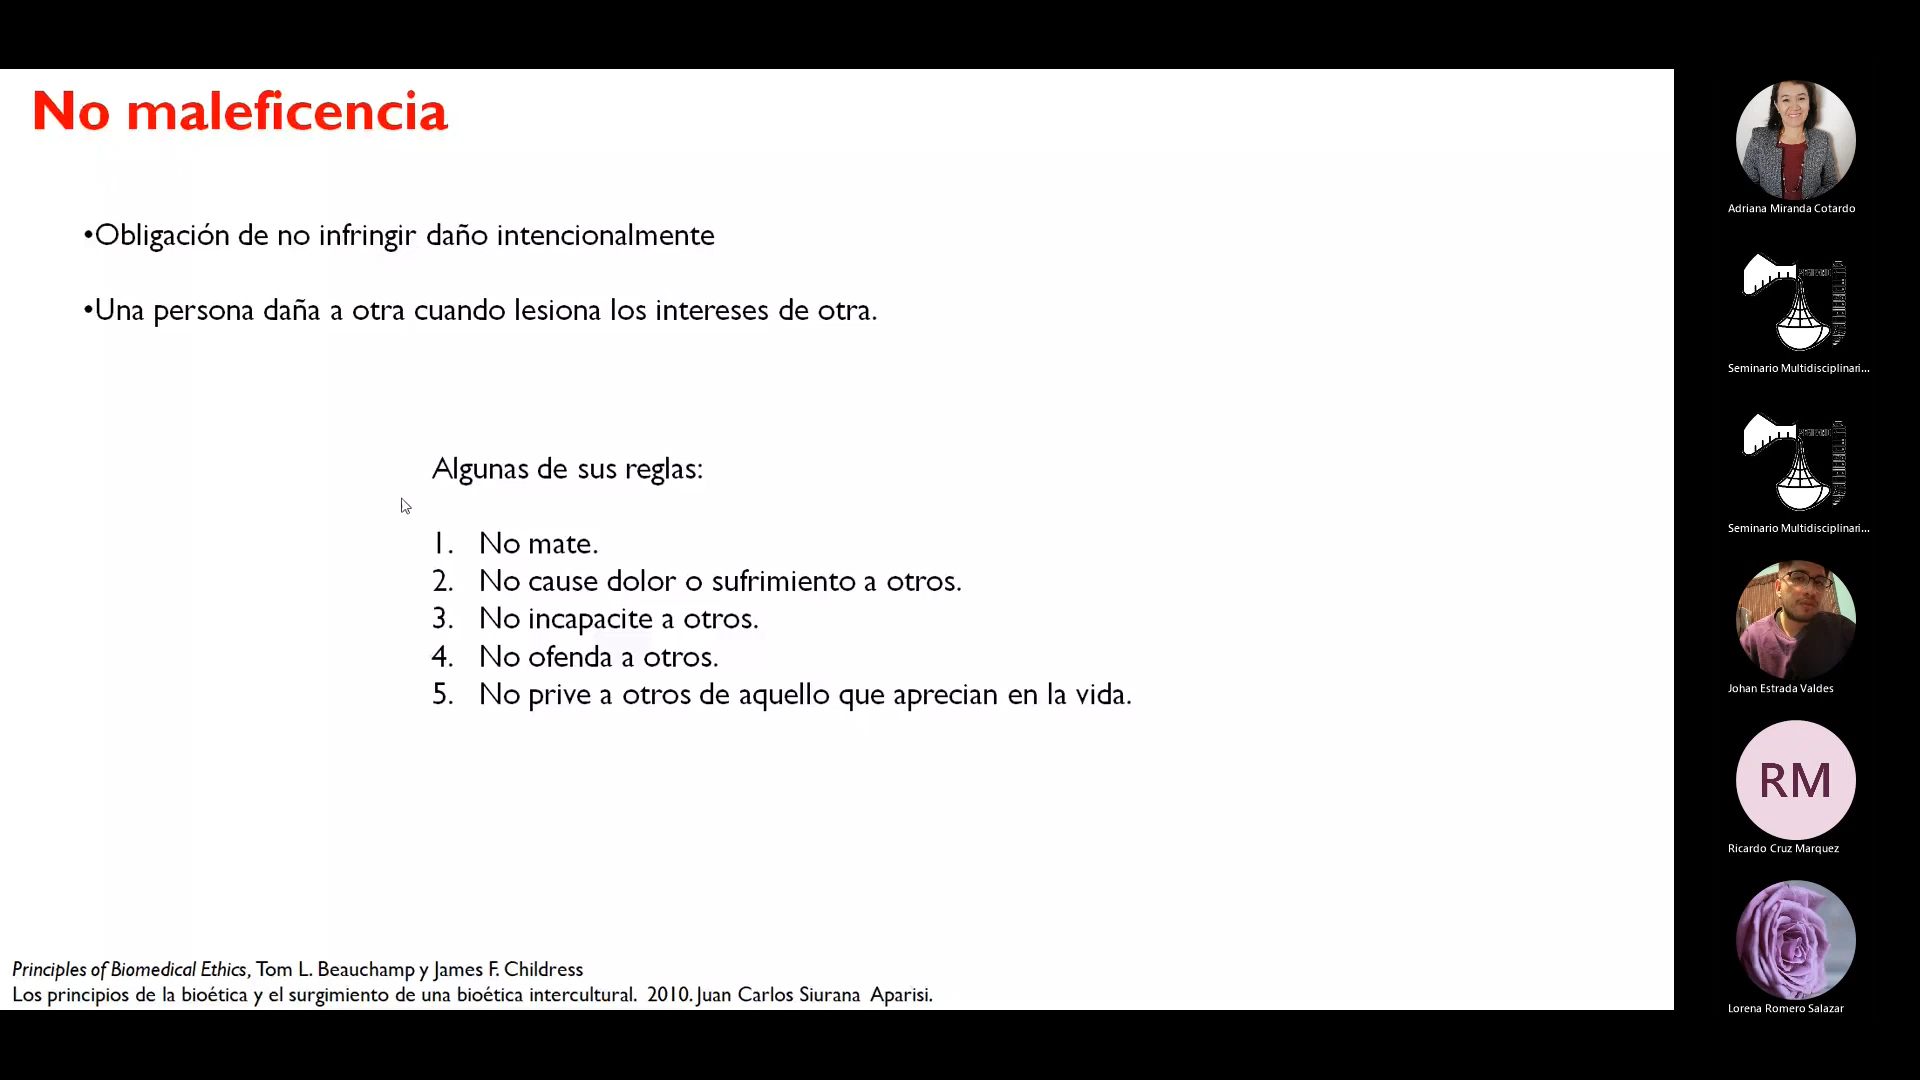 No maleficencia
•Obligación de no infringir daño intencionalmente
•Una persona daña a otra cuando lesiona los intereses de otra.
Algunas de sus reglas:
1. No mate.
2. No cause dolor o sufrimiento a otros.
3. No incapacite a otros.
4. No ofenda a otros.
5. No prive a otros de aquello que aprecian en la vida.
Principles of Biomedical Ethics, Tom L. Beauchamp y James F. Childress
Los principios de la bioética y el surgimiento de una bioética intercultural. 2010. Juan Carlos Siurana Aparisi.
Adriana Miranda Cotardo
Seminario Multidisciplinari...
Seminario Multidisciplinari...
Johan Estrada Valdes
RM
Ricardo Cruz Marquez
Lorena Romero Salazar